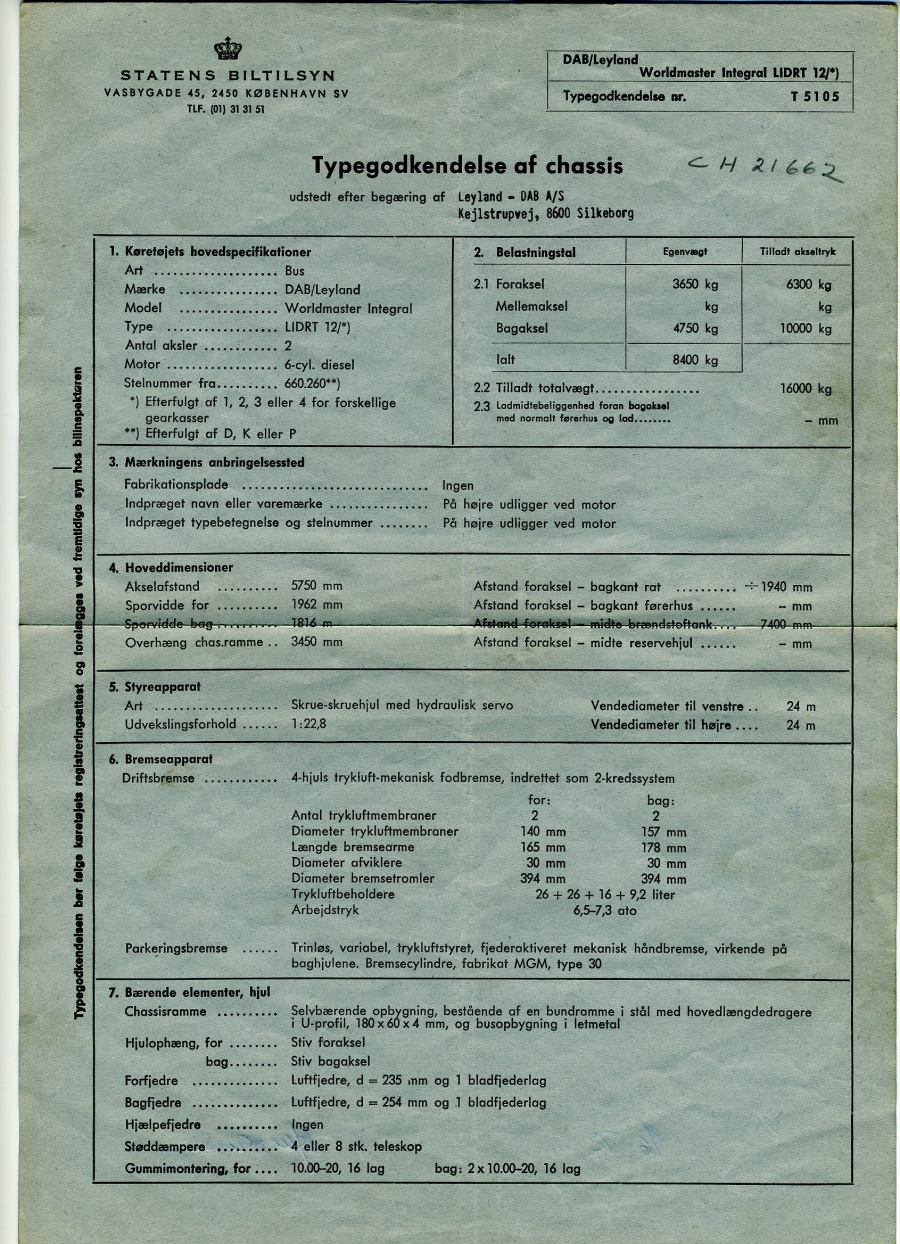 STATENS BILTILSYN
VASBYGADE 45, 2450 KØBENHAVN SV
TLF. (01) 31 31 51
DAB/Leyland
Worldmaster Integral LIDRT 12/*)
Typegodkendelse nr. T 5105
Typegodkendelse af chassis
CH 21662
udstedt efter begæring af Leyland - DAB A/S
Kejlstrupvej, 8600 Silkeborg
1. Køretøjets hovedspecifikationer
Art .................... Bus
Mærke ................ DAB/Leyland
Model ................ Worldmaster Integral
Type .................. LIDRT 12/*)
Antal aksler ............ 2
Motor .................. 6-cyl. diesel
Stelnummer fra.......... 660.260**)
*) Efterfulgt af 1, 2, 3 eller 4 for forskellige
gearkasser
**) Efterfulgt af D, K eller P
2. Belastningstal Egenvægt Tilladt akseltryk
2.1 Foraksel 3650 kg 6300 kg
Mellemaksel kg kg
Bagaksel 4750 kg 10000 kg
Ialt 8400 kg
2.2 Tilladt totalvægt................. 16000 kg
2.3 Ladmidtebeliggenhed foran bagaksel
med normalt førerhus og lad........ – mm
3. Mærkningens anbringelsessted
Fabrikationsplade .............................. Ingen
Indpræget navn eller varemærke ................ På højre udligger ved motor
Indpræget typebetegnelse og stelnummer ........ På højre udligger ved motor
4. Hoveddimensioner
Akselafstand .......... 5750 mm
Sporvidde for .......... 1962 mm
Sporvidde bag .......... 1816 m
Overhæng chas.ramme .. 3450 mm
Afstand foraksel – bagkant rat .......... ÷ 1940 mm
Afstand foraksel – bagkant førerhus ...... – mm
Afstand foraksel – midte brændstoftank.... 7400 mm
Afstand foraksel – midte reservehjul ...... – mm
5. Styreapparat
Art .................... Skrue-skruehjul med hydraulisk servo Vendediameter til venstre .. 24 m
Udvekslingsforhold ...... 1:22,8 Vendediameter til højre .... 24 m
6. Bremseapparat
Driftsbremse ............ 4-hjuls trykluft-mekanisk fodbremse, indrettet som 2-kredssystem
for: bag:
Antal trykluftmembraner 2 2
Diameter trykluftmembraner 140 mm 157 mm
Længde bremsearme 165 mm 178 mm
Diameter afviklere 30 mm 30 mm
Diameter bremsetromler 394 mm 394 mm
Trykluftbeholdere 26 + 26 + 16 + 9,2 liter
Arbejdstryk 6,5–7,3 ato
Parkeringsbremse ...... Trinløs, variabel, trykluftstyret, fjederaktiveret mekanisk håndbremse, virkende på
baghjulene. Bremsecylindre, fabrikat MGM, type 30
7. Bærende elementer, hjul
Chassisramme .......... Selvbærende opbygning, bestående af en bundramme i stål med hovedlængdedragere
i U-profil, 180 x 60 x 4 mm, og busopbygning i letmetal
Hjulophæng, for ........ Stiv foraksel
bag........ Stiv bagaksel
Forfjedre .............. Luftfjedre, d = 235 mm og 1 bladfjederlag
Bagfjedre .............. Luftfjedre, d = 254 mm og 1 bladfjederlag
Hjælpefjedre .......... Ingen
Støddæmpere .......... 4 eller 8 stk. teleskop
Gummimontering, for .... 10.00–20, 16 lag bag: 2 x 10.00–20, 16 lag
Typegodkendelsen bør følge køretøjets registreringsattest og forelægges ved fremtidige syn hos bilinspektøren